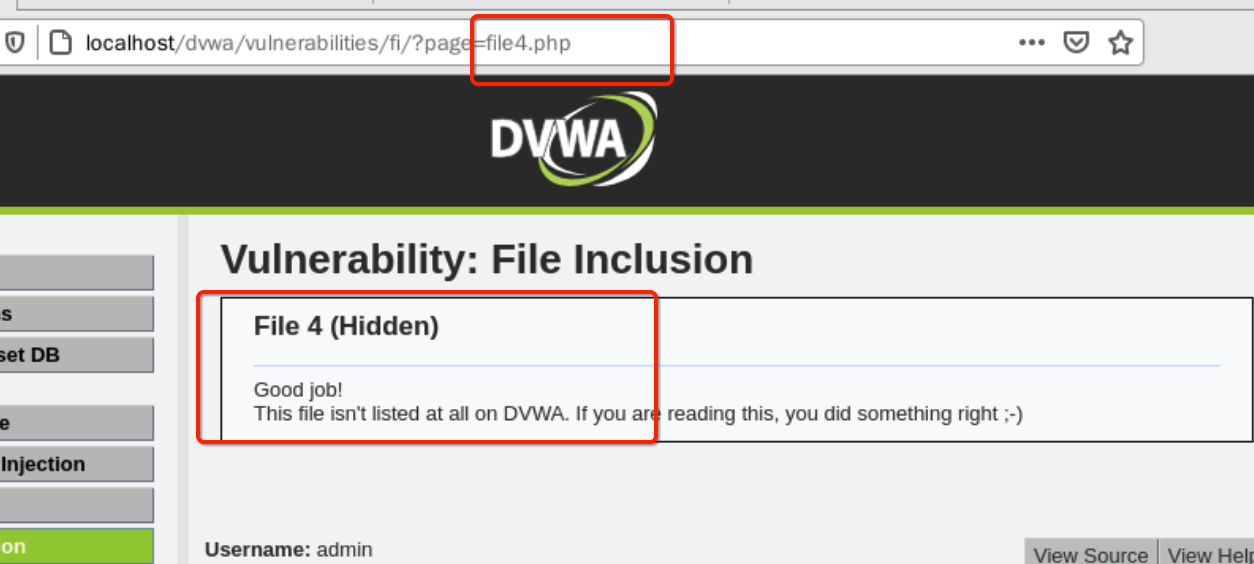 localhost/dvwa/vulnerabilities/fi/?page=file4.php
DVWA
Vulnerability: File Inclusion
File 4 (Hidden)
set DB
Good job!
This file isn't listed at all on DVWA. If you are reading this, you did something right ;-)
Injection
on
Username: admin
View Source
View Help